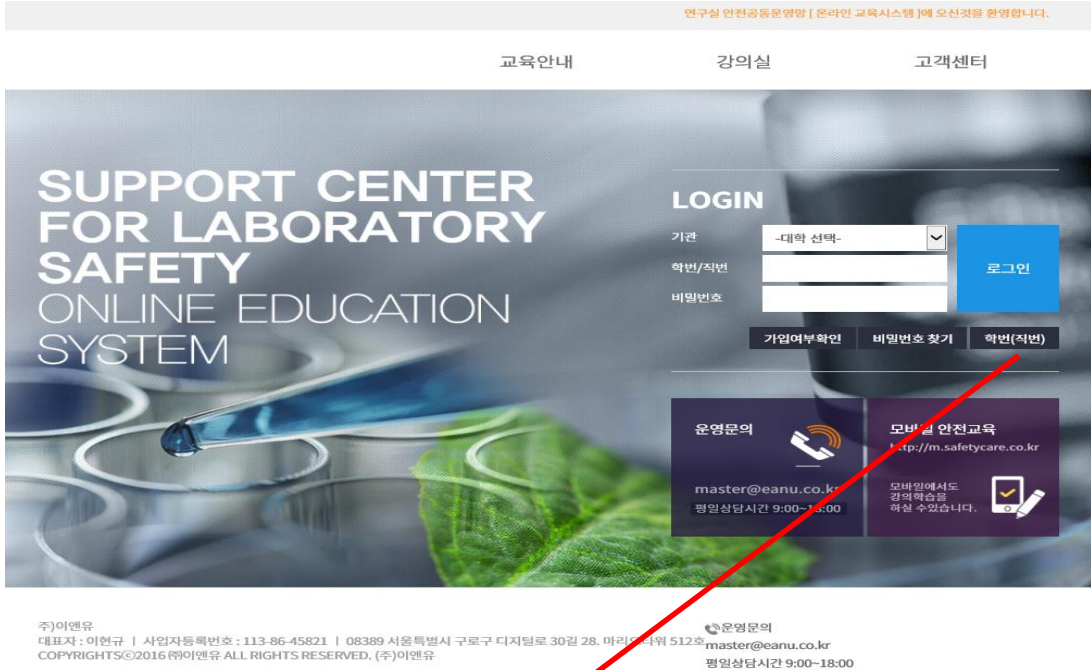 연구실 안전공동운영망 [ 온라인 교육시스템 ]에 오신것을 환영합니다.
교육안내 강의실 고객센터
SUPPORT CENTER
FOR LABORATORY
SAFETY
ONLINE EDUCATION
SYSTEM
LOGIN
기관 -대학 선택-
학번/직번
비밀번호
로그인
가입여부확인 비밀번호 찾기 학번(직번)
운영문의
master@eanu.co.kr
평일상담시간 9:00~18:00
모바일 안전교육
http://m.safetycare.co.kr
모바일에서도
강의학습을
하실 수있습니다.
주)이앤유
대표자 : 이현규 | 사업자등록번호 : 113-86-45821 | 08389 서울특별시 구로구 디지털로 30길 28. 마리오타워 512호
COPYRIGHTSⓒ2016 ㈜이앤유 ALL RIGHTS RESERVED. (주)이앤유
운영문의
master@eanu.co.kr
평일상담시간 9:00~18:00